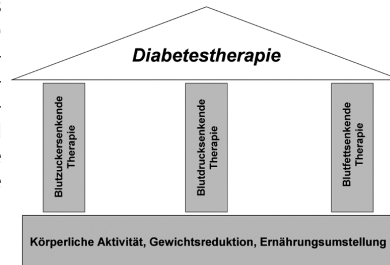 Diabetestherapie
Blutzuckersenkende
Therapie
Blutdrucksenkende
Therapie
Blutfettsenkende
Therapie
Körperliche Aktivität, Gewichtsreduktion, Ernährungsumstellung